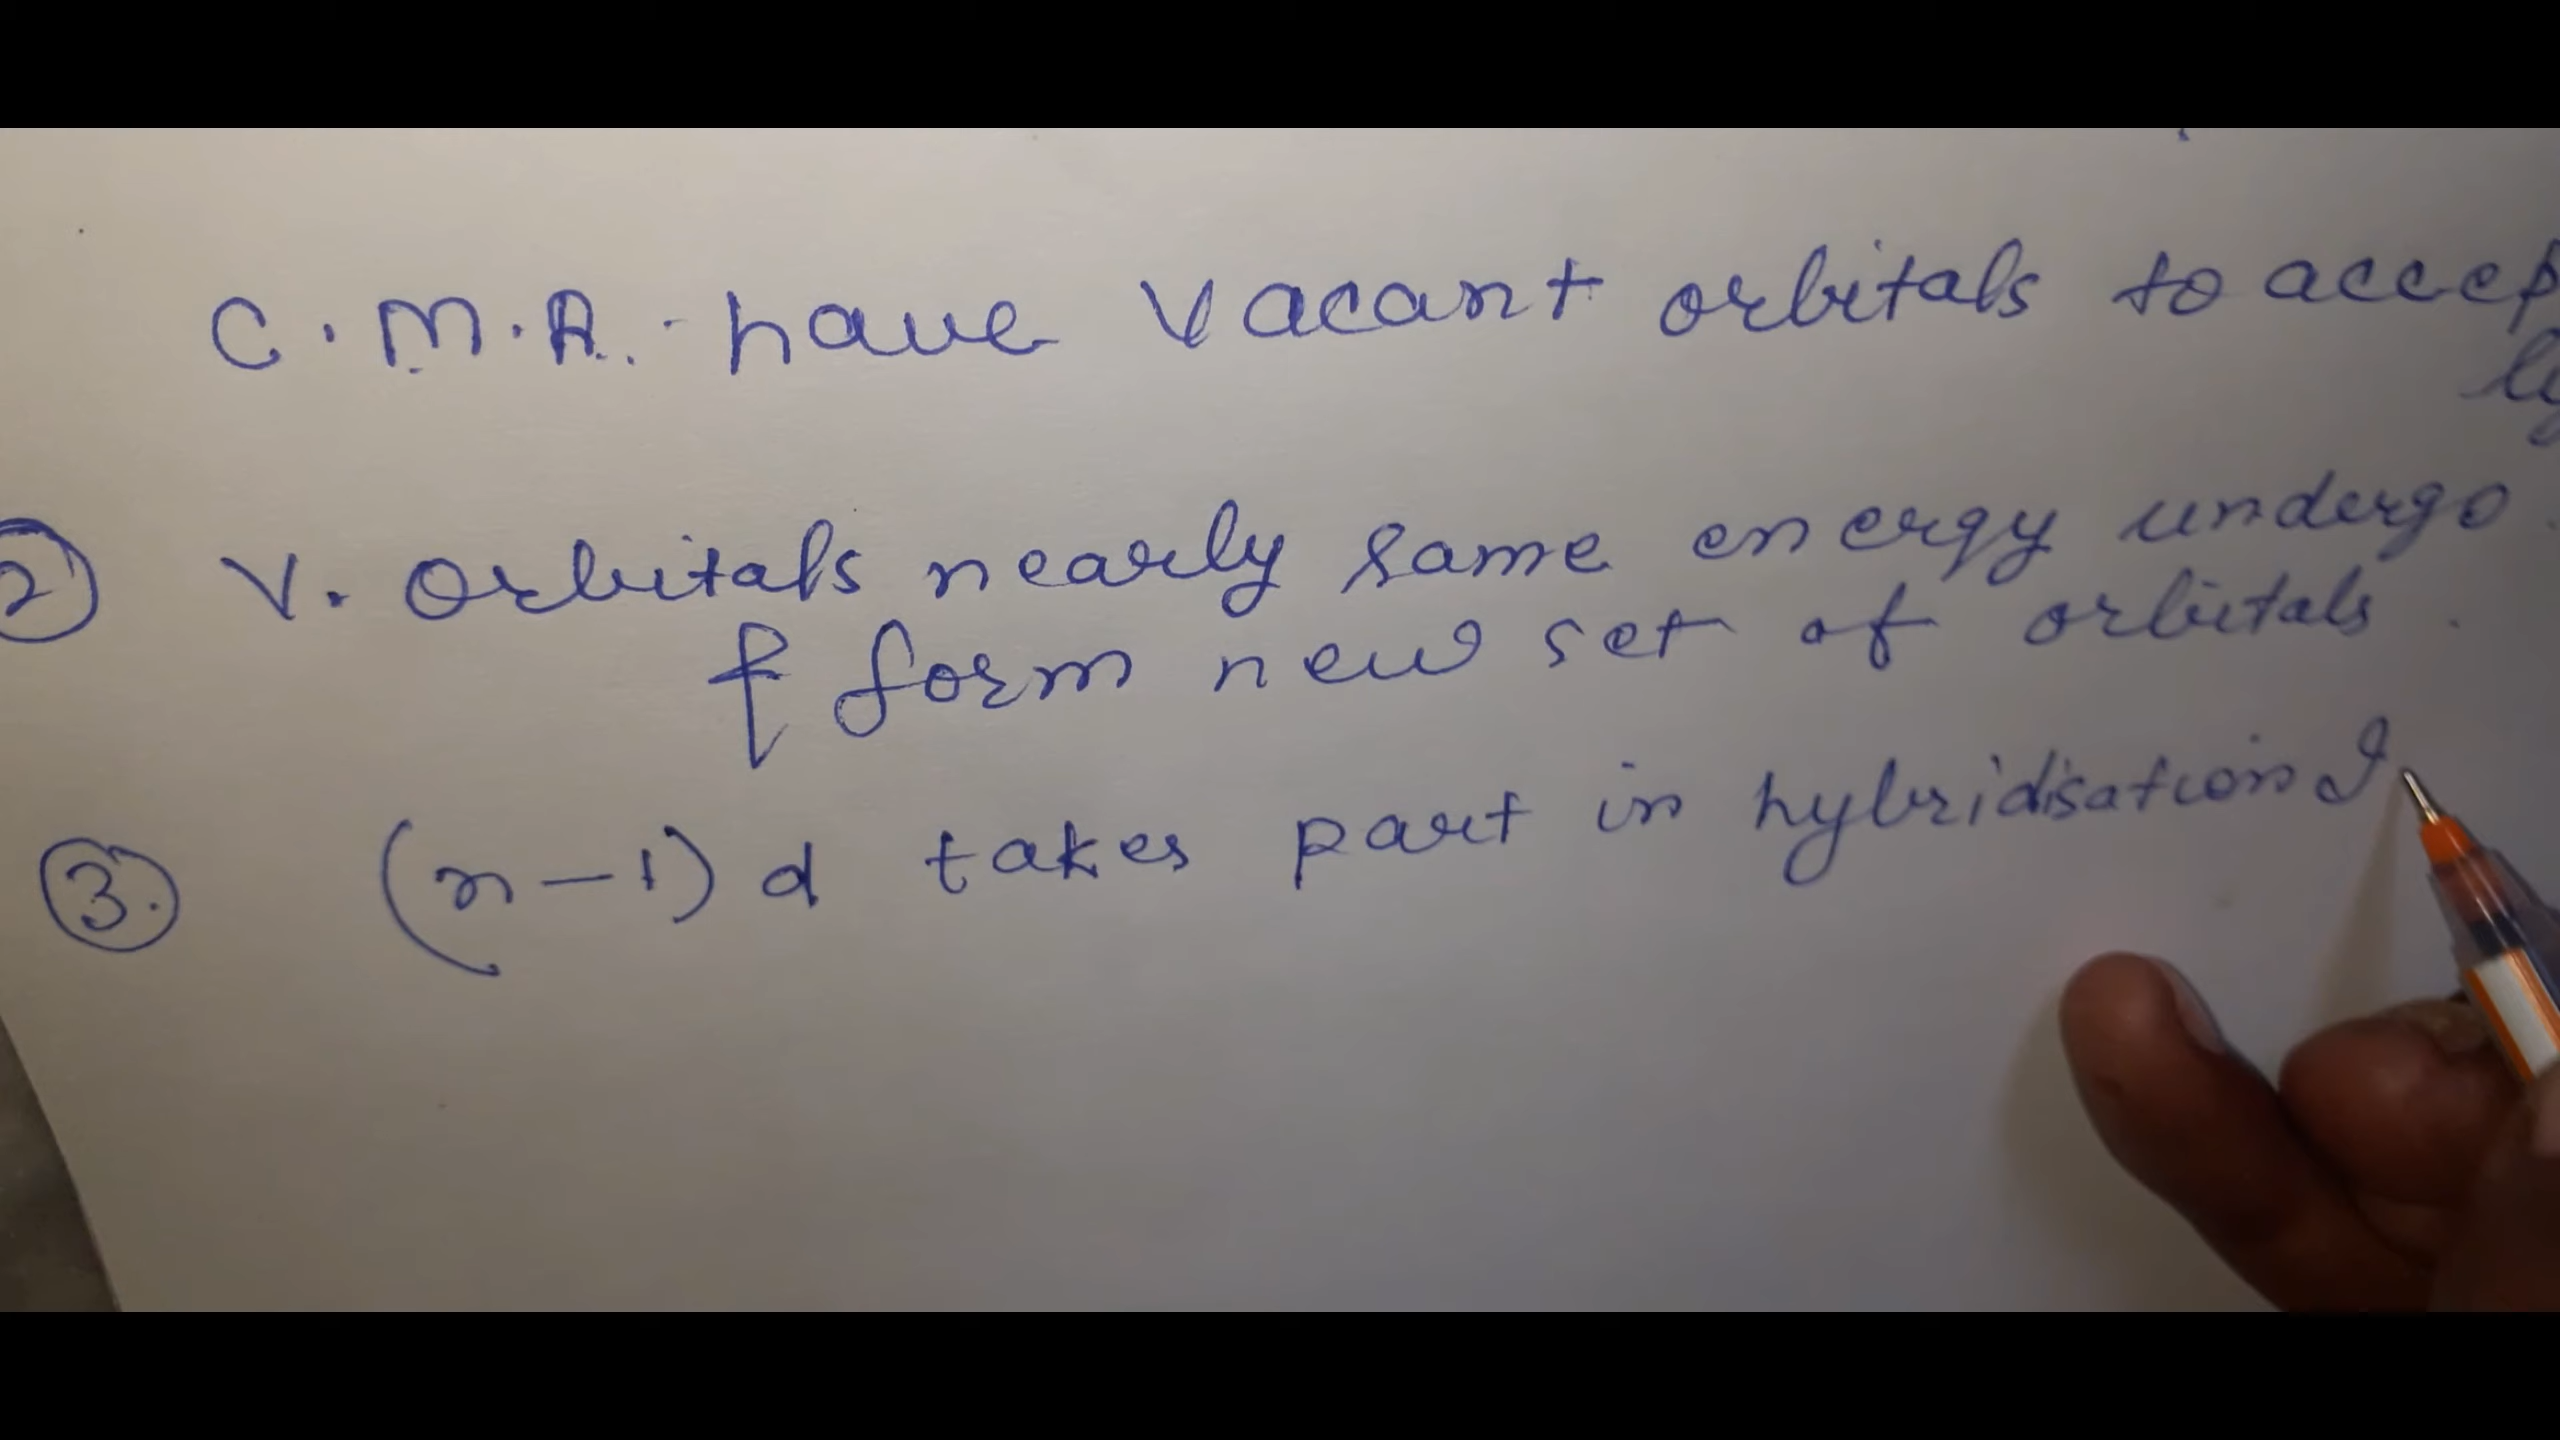 C.M.A. have vacant orbitals to accep
② V. orbitals nearly same energy undergo
& form new set of orbitals.
③. (n-1) d takes part in hybridisation